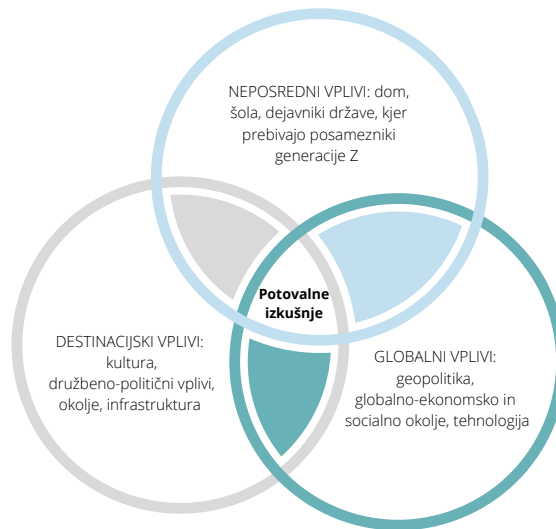 NEPOSREDNI VPLIVI: dom,
šola, dejavniki države, kjer
prebivajo posamezniki
generacije Z
Potovalne
izkušnje
DESTINACIJSKI VPLIVI:
kultura,
družbeno-politični vplivi,
okolje, infrastruktura
GLOBALNI VPLIVI:
geopolitika,
globalno-ekonomsko in
socialno okolje, tehnologija